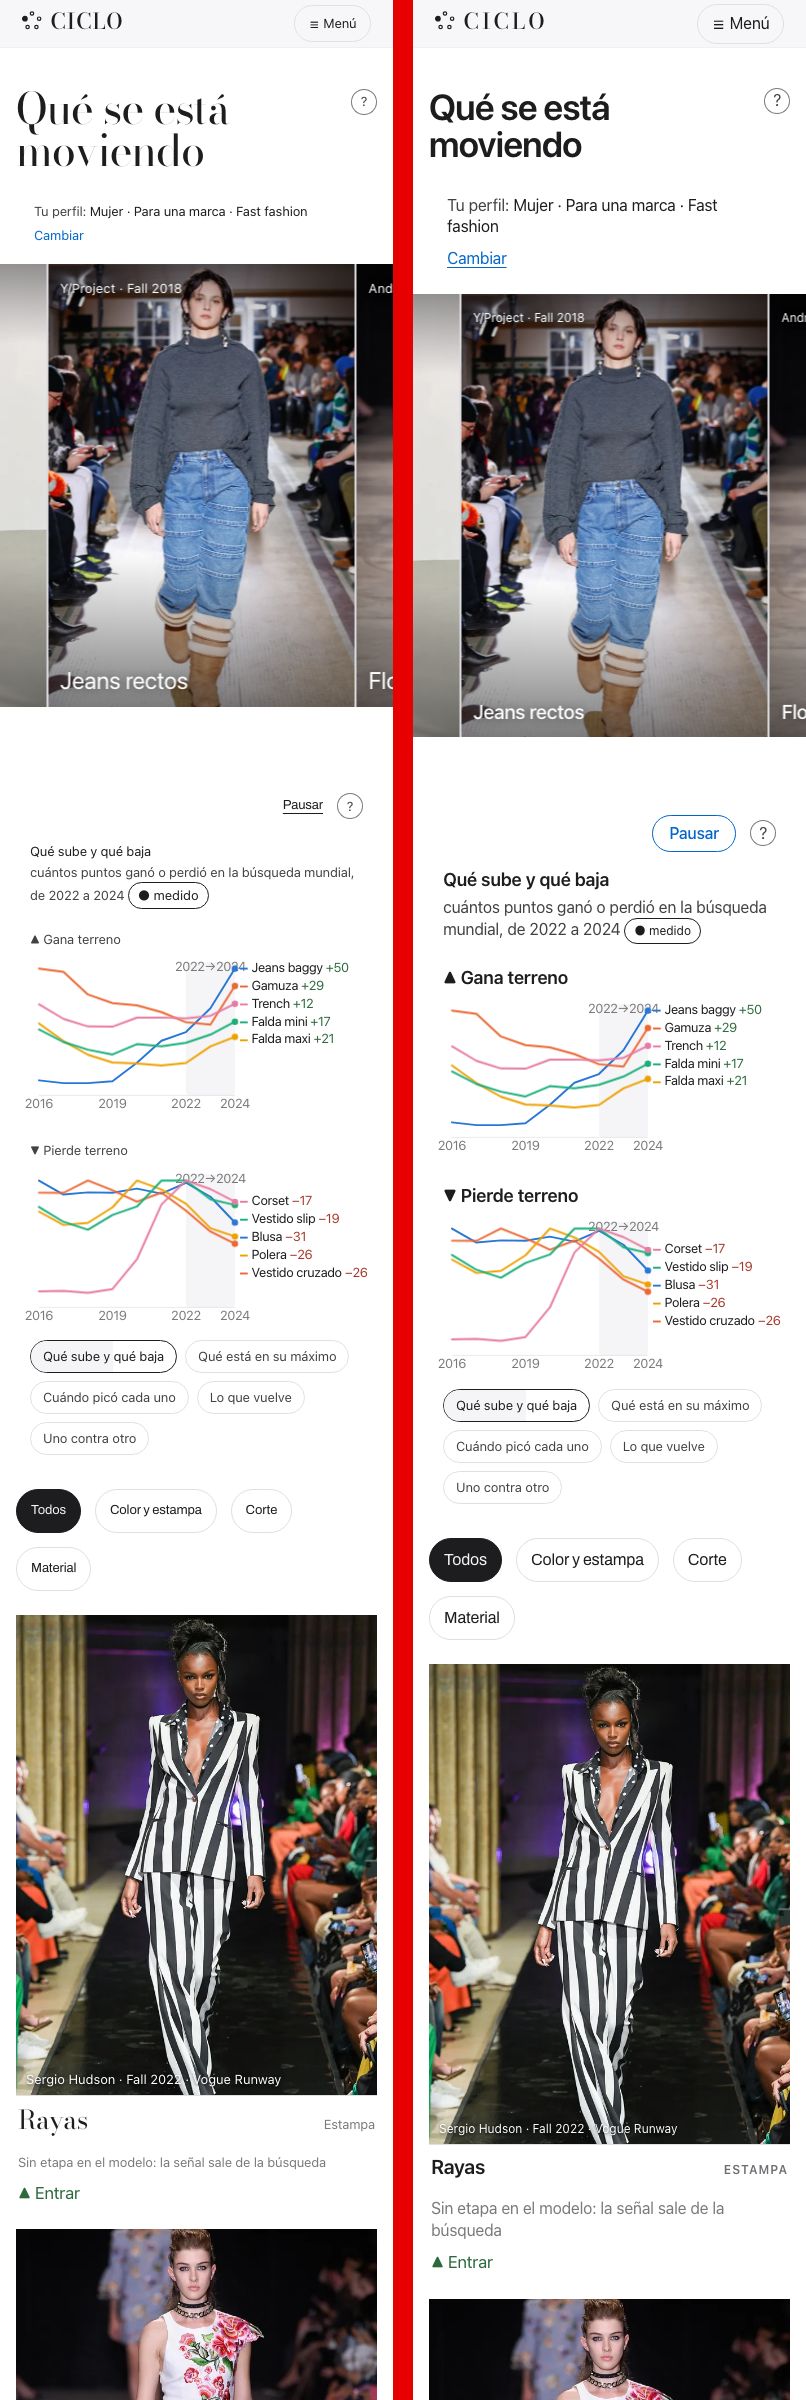 CICLO
≡ Menú
Qué se está
moviendo
?
Tu perfil: Mujer · Para una marca · Fast fashion
Cambiar
Y/Project · Fall 2018
And
Jeans rectos
Flo
Pausar
?
Qué sube y qué baja
cuántos puntos ganó o perdió en la búsqueda mundial,
de 2022 a 2024 ● medido
▲ Gana terreno
2022→2024
Jeans baggy +50
Gamuza +29
Trench +12
Falda mini +17
Falda maxi +21
2016 2019 2022 2024
▼ Pierde terreno
2022→2024
Corset −17
Vestido slip −19
Blusa −31
Polera −26
Vestido cruzado −26
2016 2019 2022 2024
Qué sube y qué baja
Qué está en su máximo
Cuándo picó cada uno
Lo que vuelve
Uno contra otro
Todos
Color y estampa
Corte
Material
Sergio Hudson · Fall 2022 · Vogue Runway
Rayas
Estampa
Sin etapa en el modelo: la señal sale de la búsqueda
▲ Entrar
CICLO
≡ Menú
Qué se está
moviendo
?
Tu perfil: Mujer · Para una marca · Fast
fashion
Cambiar
Y/Project · Fall 2018
Andr
Jeans rectos
Flo
Pausar
?
Qué sube y qué baja
cuántos puntos ganó o perdió en la búsqueda
mundial, de 2022 a 2024 ● medido
▲ Gana terreno
2022→2024
Jeans baggy +50
Gamuza +29
Trench +12
Falda mini +17
Falda maxi +21
2016 2019 2022 2024
▼ Pierde terreno
2022→2024
Corset −17
Vestido slip −19
Blusa −31
Polera −26
Vestido cruzado −26
2016 2019 2022 2024
Qué sube y qué baja
Qué está en su máximo
Cuándo picó cada uno
Lo que vuelve
Uno contra otro
Todos
Color y estampa
Corte
Material
Sergio Hudson · Fall 2022 · Vogue Runway
Rayas
ESTAMPA
Sin etapa en el modelo: la señal sale de la
búsqueda
▲ Entrar